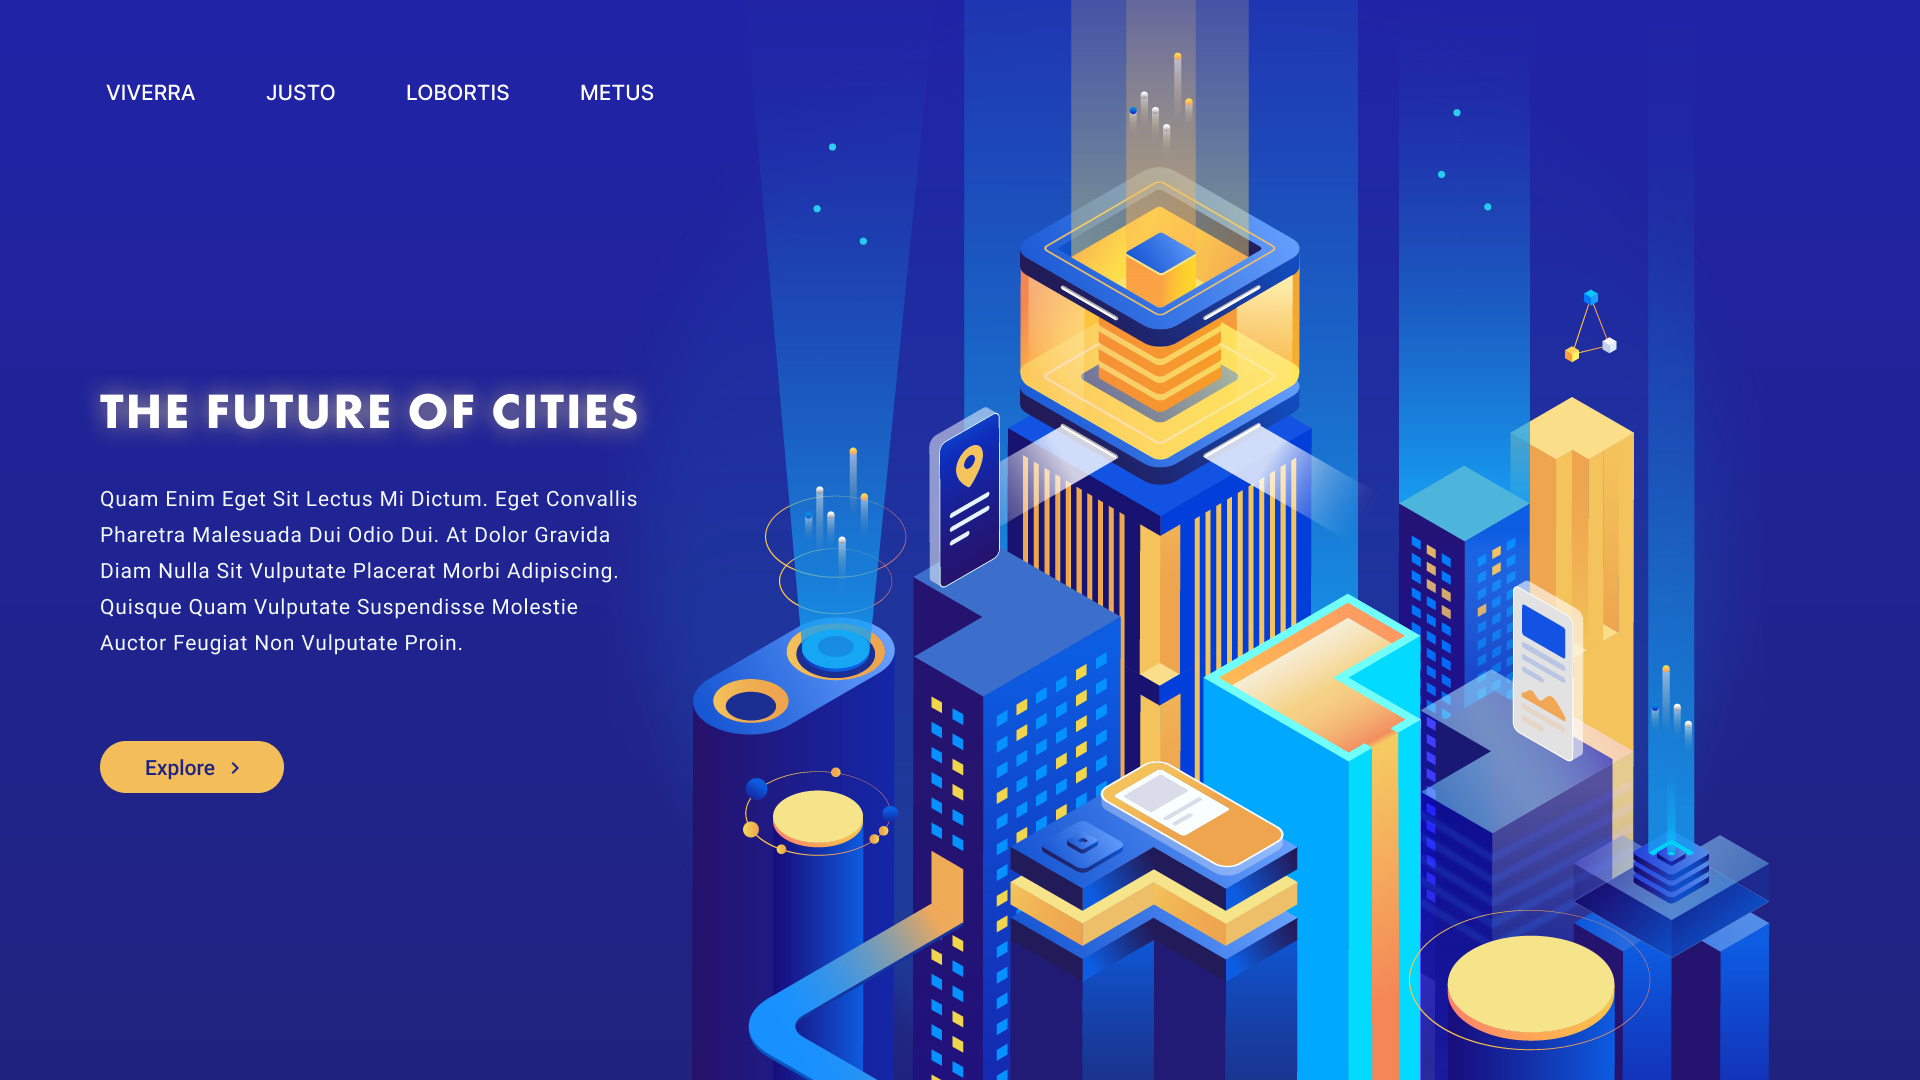 VIVERRA JUSTO LOBORTIS METUS
THE FUTURE OF CITIES
Quam Enim Eget Sit Lectus Mi Dictum. Eget Convallis
Pharetra Malesuada Dui Odio Dui. At Dolor Gravida
Diam Nulla Sit Vulputate Placerat Morbi Adipiscing.
Quisque Quam Vulputate Suspendisse Molestie
Auctor Feugiat Non Vulputate Proin.
Explore